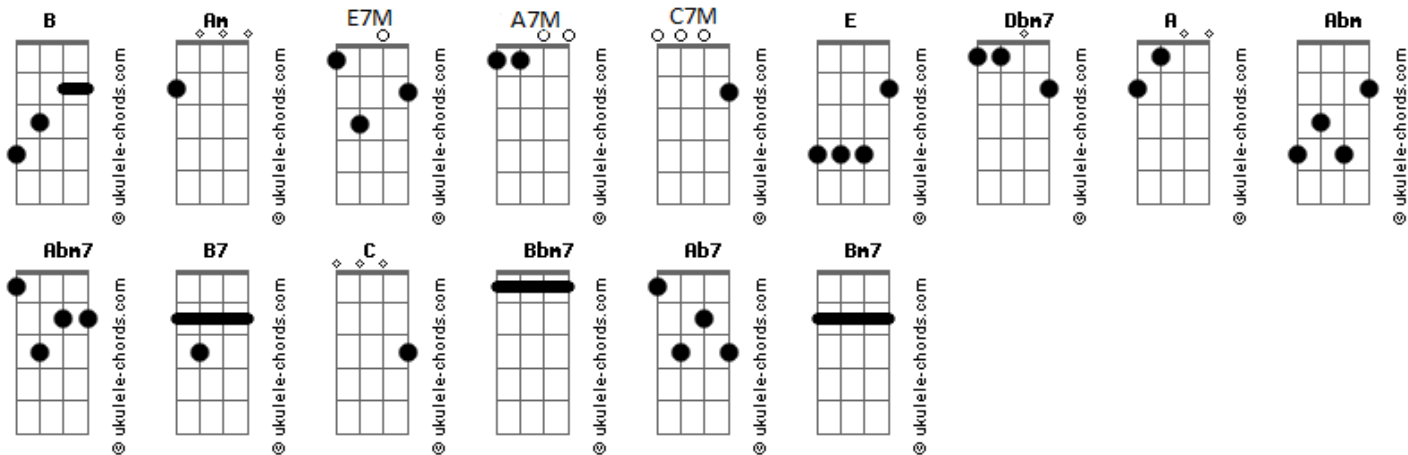 B Am E7M A7M C7M E Dbm7 A Abm
© ukulele-chords.com © ukulele-chords.com © ukulele-chords.com © ukulele-chords.com © ukulele-chords.com © ukulele-chords.com © ukulele-chords.com © ukulele-chords.com © ukulele-chords.com
Abm7 B7 C Bbm7 Ab7 Bm7
© ukulele-chords.com © ukulele-chords.com © ukulele-chords.com © ukulele-chords.com © ukulele-chords.com © ukulele-chords.com